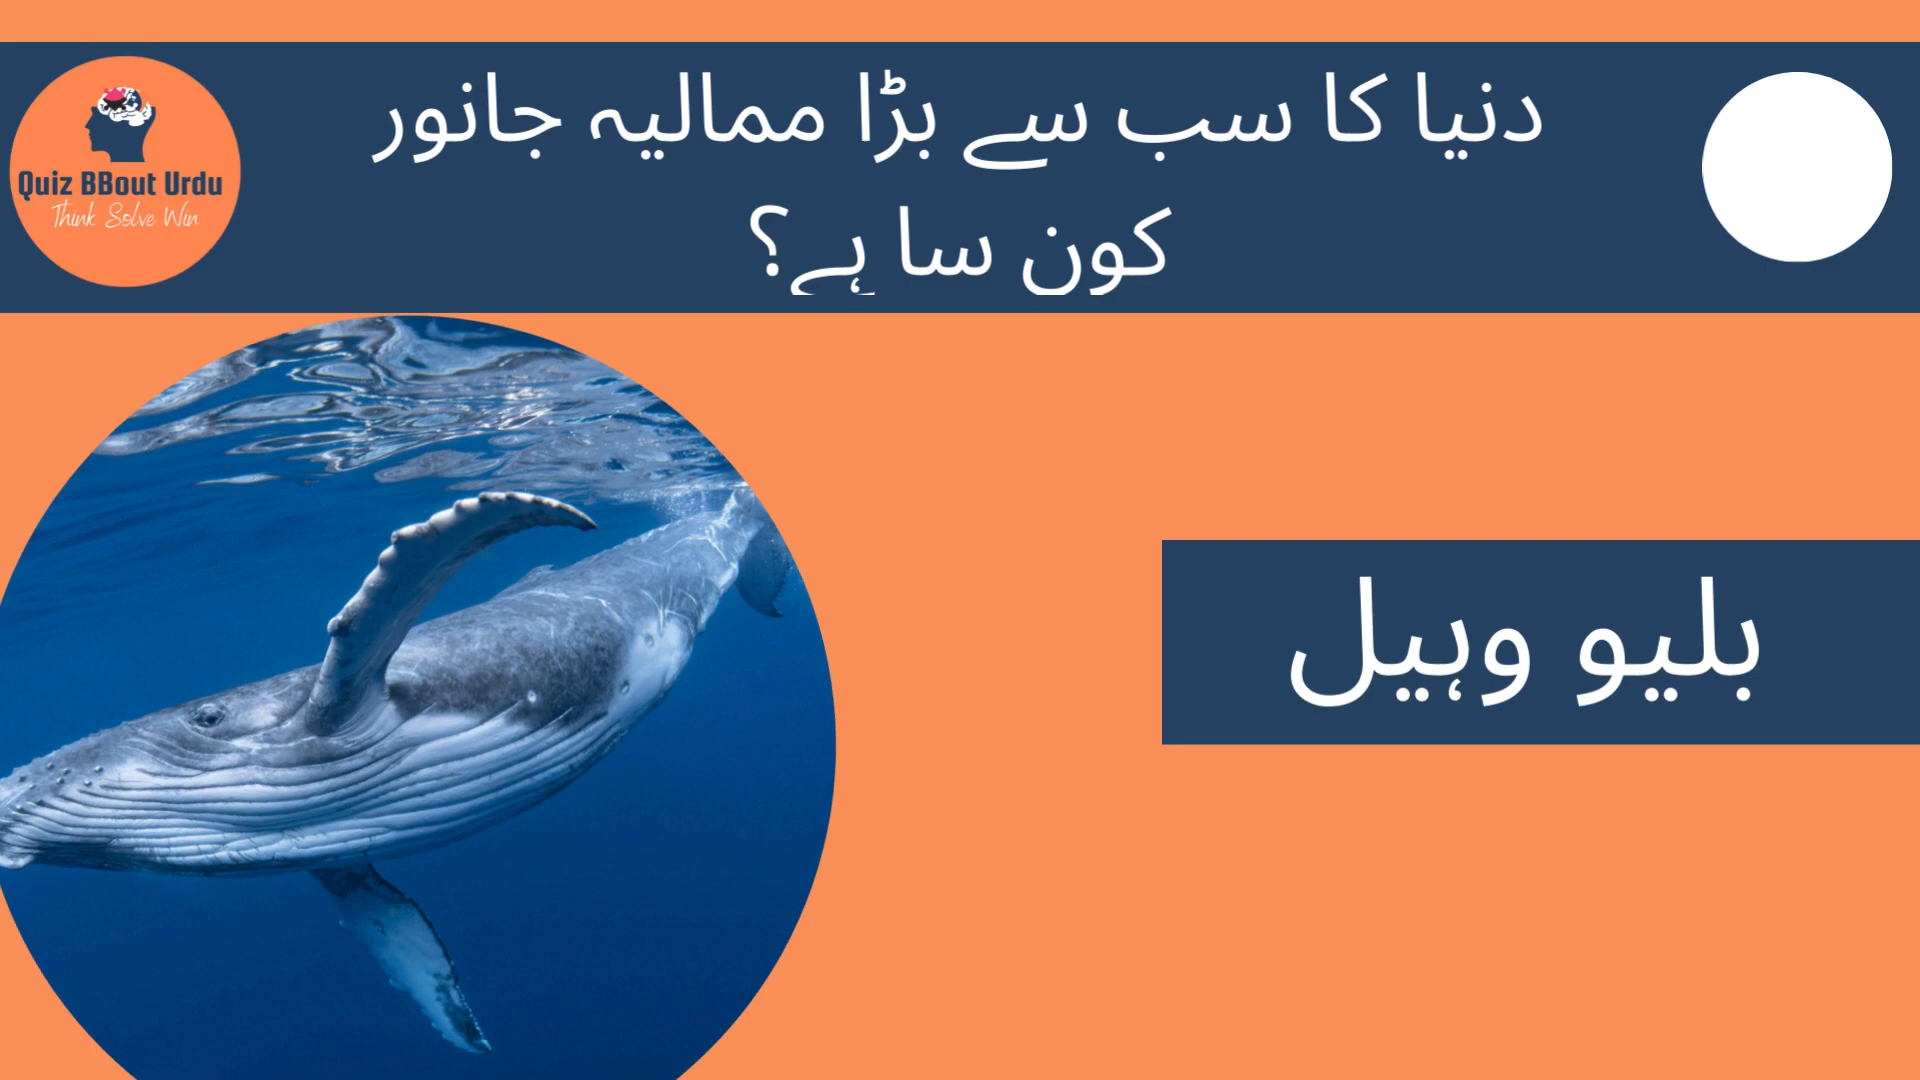 Quiz BBout Urdu
Think Solve Win
دنیا کا سب سے بڑا ممالیہ جانور
کون سا ہے؟
بلیو وہیل